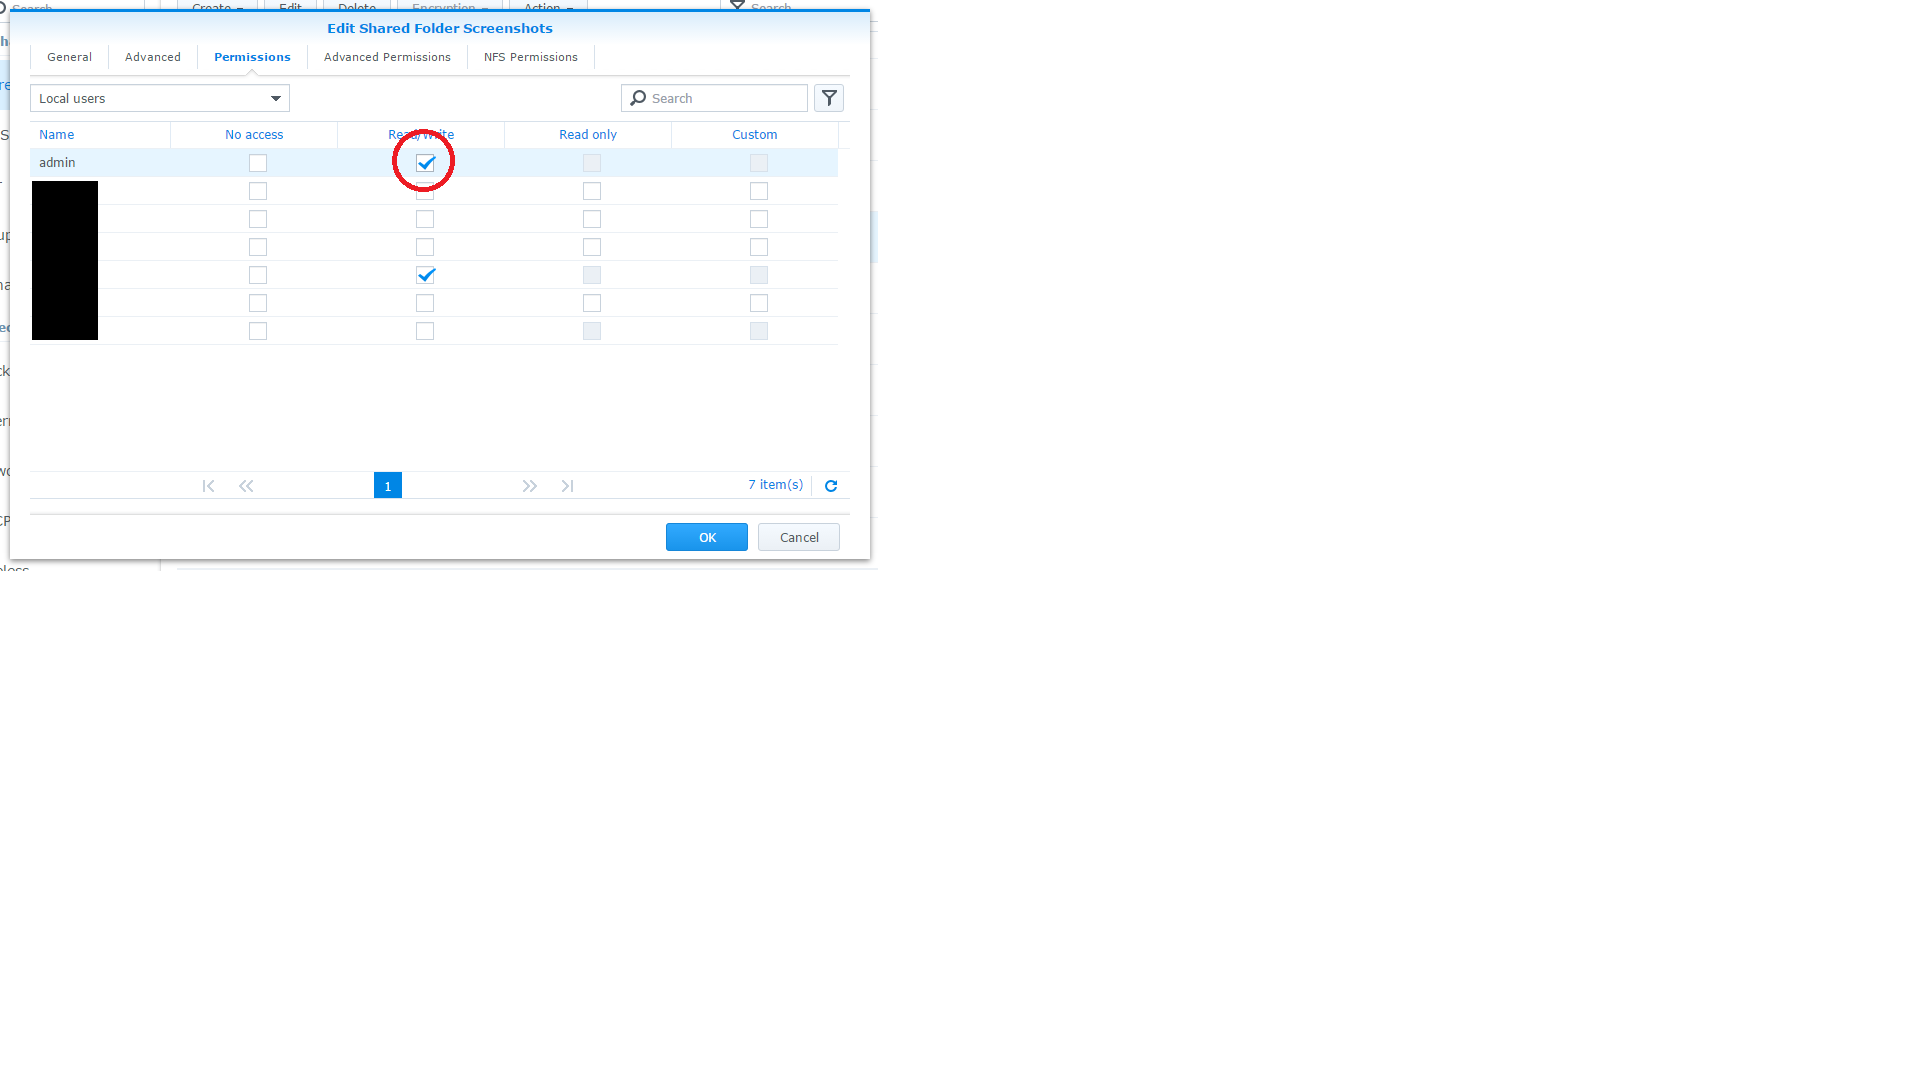 Search Create Edit Delete Encryption Action Search
Edit Shared Folder Screenshots
General Advanced Permissions Advanced Permissions NFS Permissions
Local users Search
Name No access Read/Write Read only Custom
admin
1 7 item(s)
OK Cancel